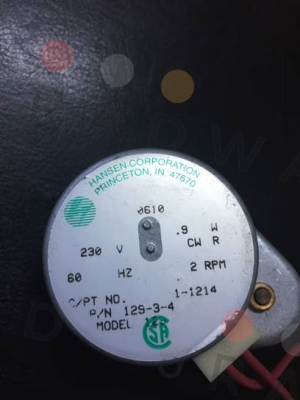 HANSEN CORPORATION
PRINCETON, IN. 47670
0610
.9 W
230 V CW R
60 HZ 2 RPM
C/PT NO. 1-1214
P/N 129-3-4
MODEL